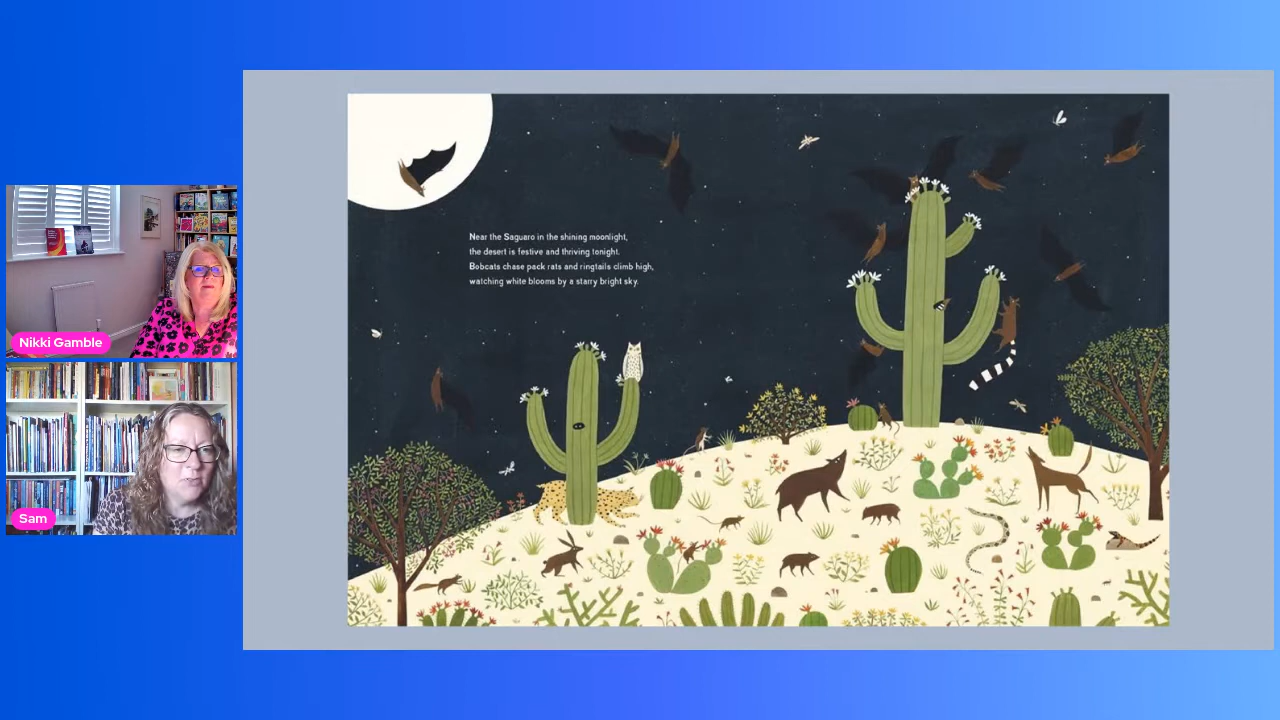 Near the Saguaro in the shining moonlight,
the desert is festive and thriving tonight.
Bobcats chase pack rats and ringtails climb high,
watching white blooms by a starry bright sky.
Nikki Gamble
Sam